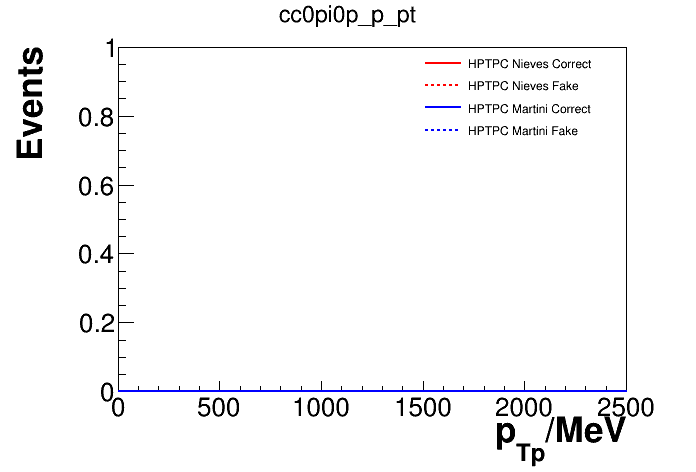 cc0pi0p_p_pt
Events
1
0.8
0.6
0.4
0.2
0
HPTPC Nieves Correct
HPTPC Nieves Fake
HPTPC Martini Correct
HPTPC Martini Fake
0 500 1000 1500 2000 2500
pTp/MeV